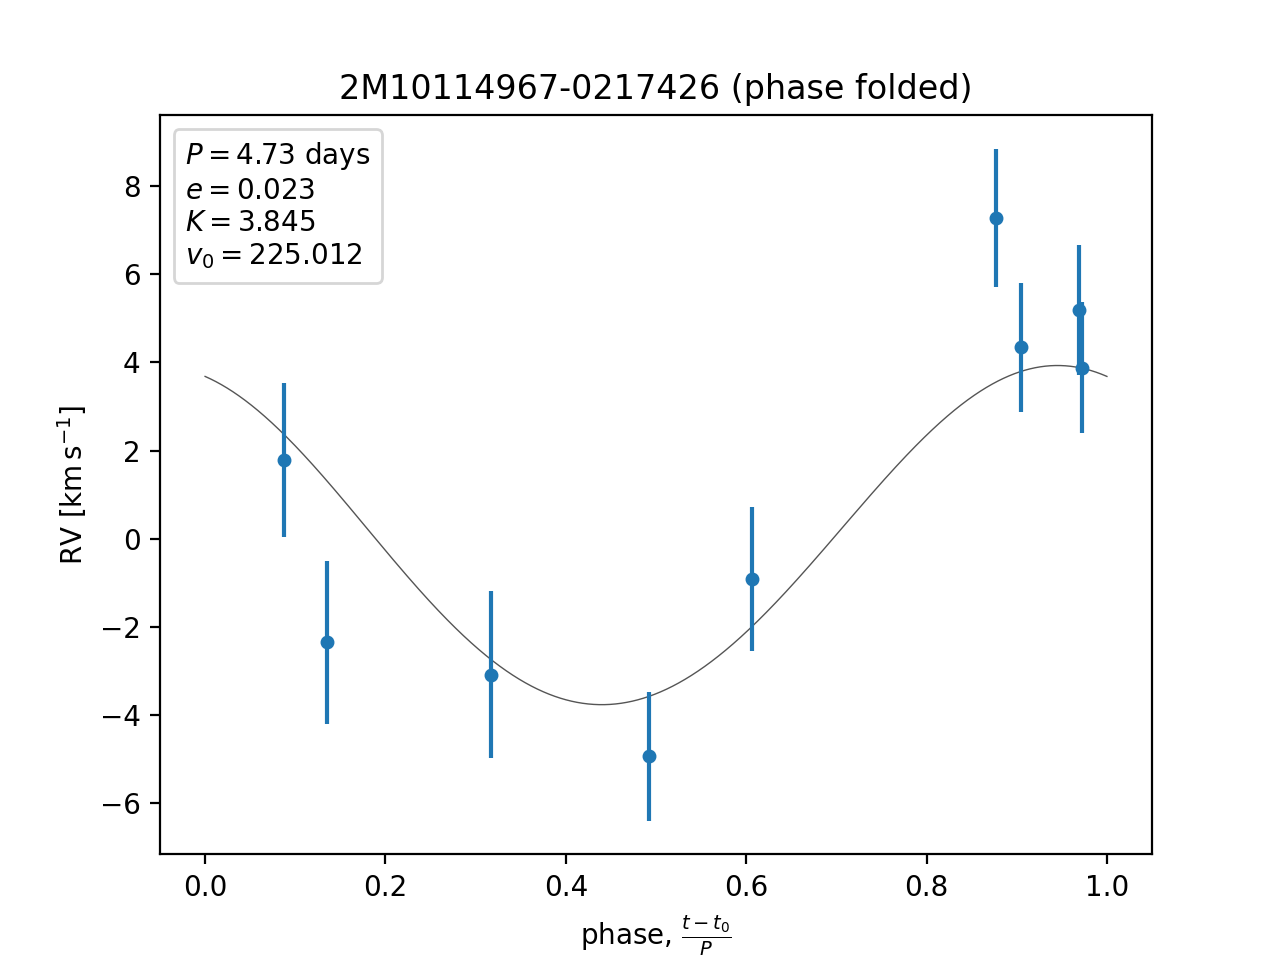 2M10114967-0217426 (phase folded)
P = 4.73 days
e = 0.023
K = 3.845
v₀ = 225.012
RV [km s⁻¹]
8
6
4
2
0
−2
−4
−6
0.0 0.2 0.4 0.6 0.8 1.0
phase, (t − t₀)/P